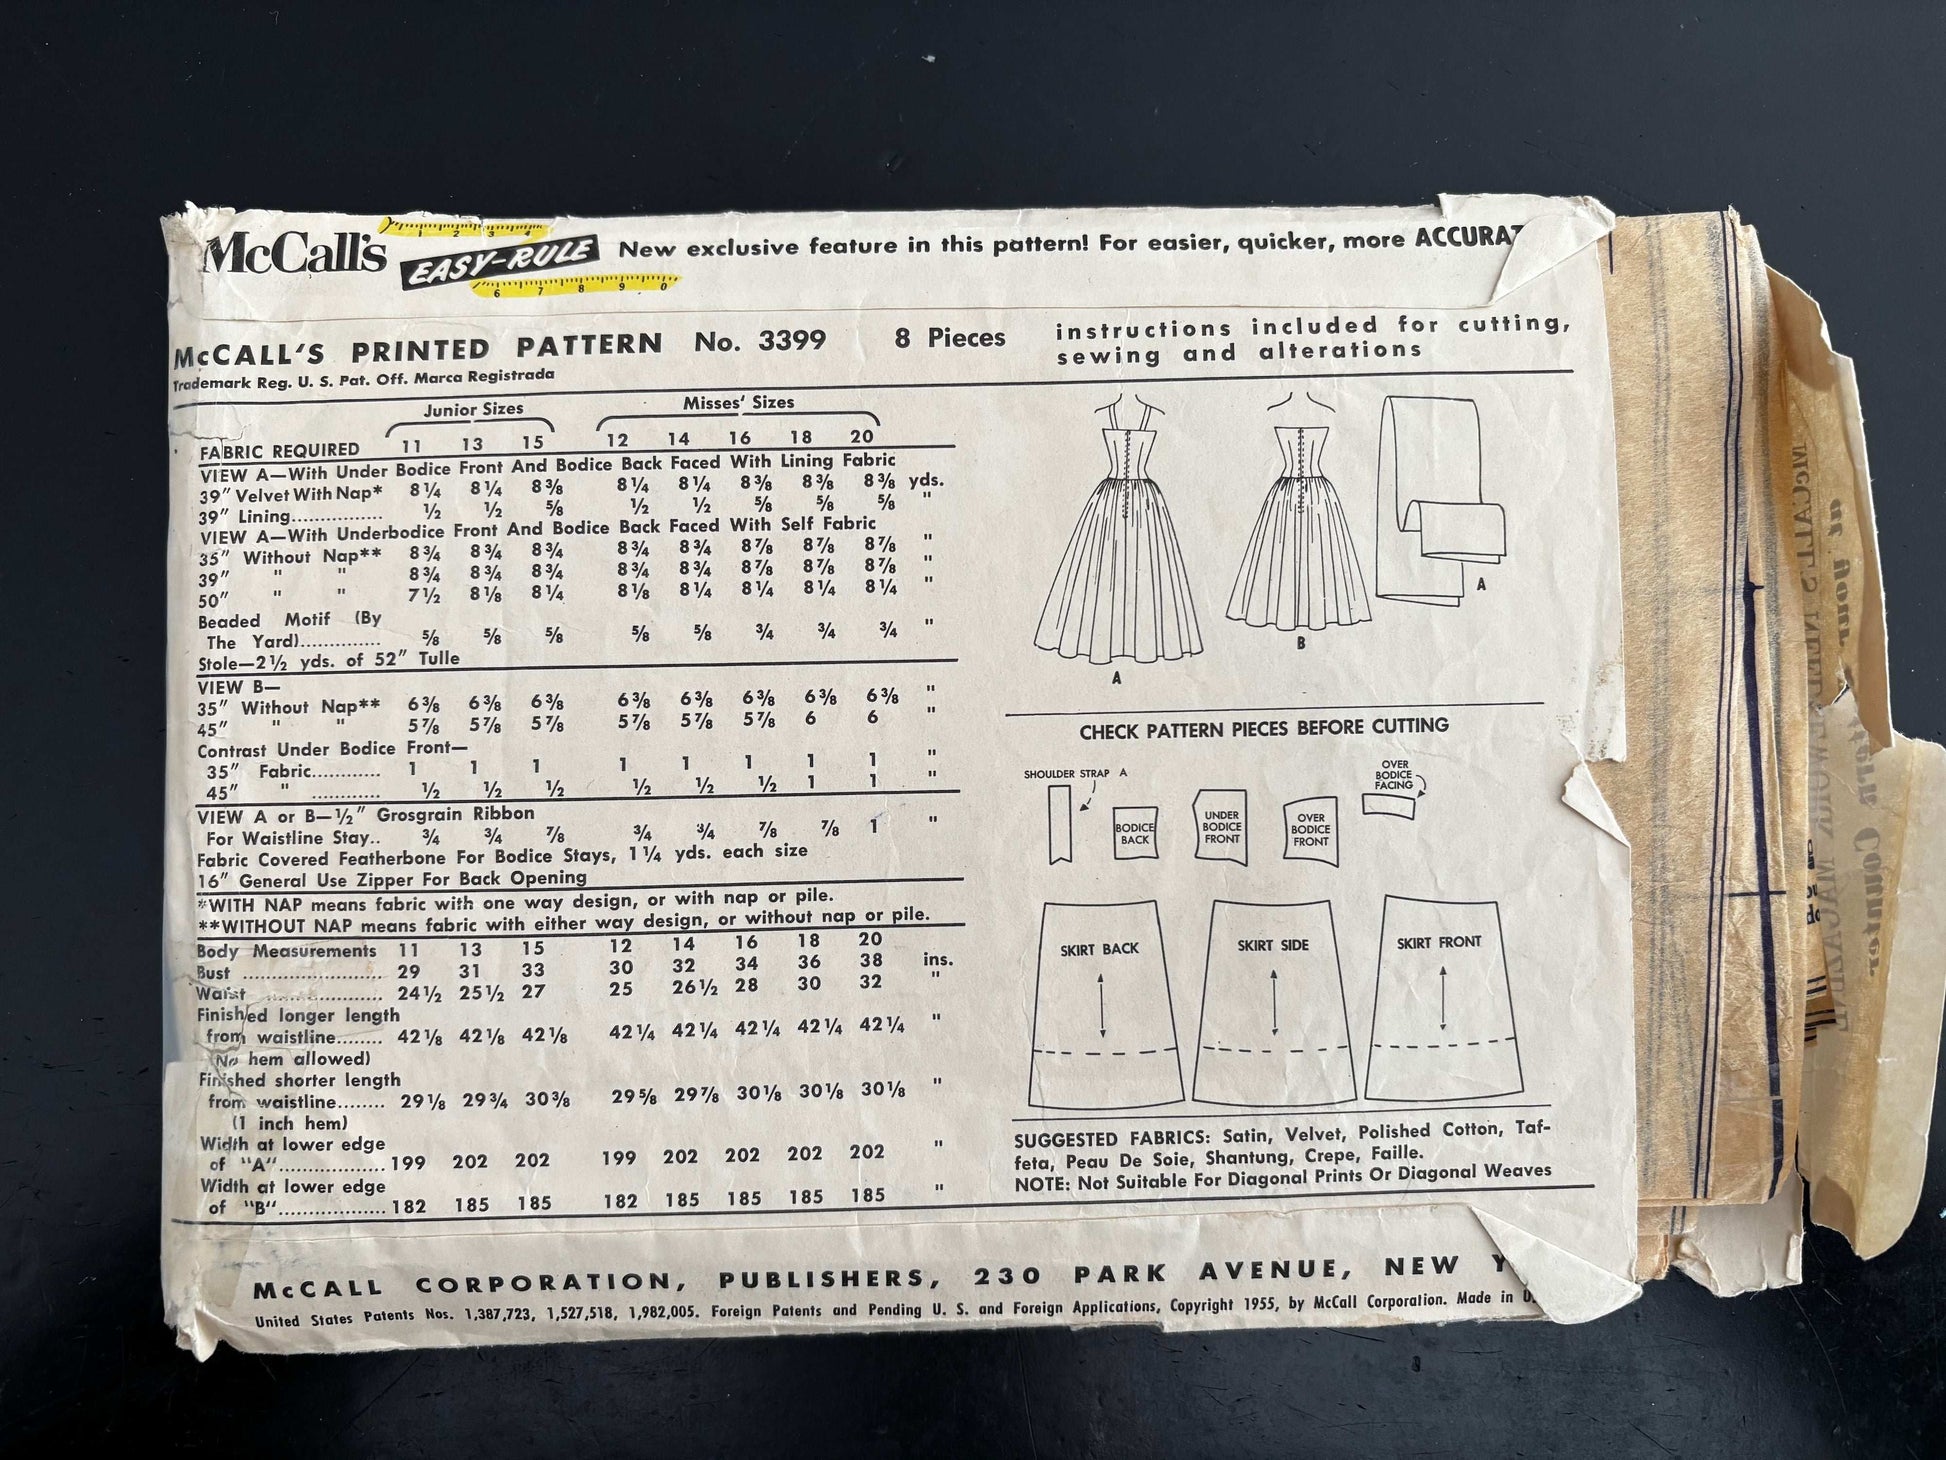 McCall's EASY-RULE New exclusive feature in this pattern! For easier, quicker, more
1 2 3 4
6 7 8 9 0
McCALL'S PRINTED PATTERN No. 3399 8 Pieces
Trademark Reg. U. S. Pat. Off. Marca Registrada
instructions included for cutting,
sewing and alterations
Junior Sizes Misses' Sizes
FABRIC REQUIRED 11 13 15 12 14 16 18 20
VIEW A—With Under Bodice Front And Bodice Back Faced With Lining Fabric
39" Velvet With Nap* 8¼ 8¼ 8⅜ 8¼ 8¼ 8⅜ 8⅜ 8⅜ yds.
39" Lining................ ½ ½ ⅝ ½ ½ ⅝ ⅝ ⅝ "
VIEW A—With Underbodice Front And Bodice Back Faced With Self Fabric
35" Without Nap** 8¾ 8¾ 8¾ 8¾ 8¾ 8⅞ 8⅞ 8⅞ "
39" " " 8¾ 8¾ 8¾ 8¾ 8¾ 8⅞ 8⅞ 8⅞ "
50" " " 7½ 8⅛ 8¼ 8⅛ 8¼ 8¼ 8¼ 8¼ "
Beaded Motif (By
The Yard).............. ⅝ ⅝ ⅝ ⅝ ⅝ ¾ ¾ ¾ "
Stole—2½ yds. of 52" Tulle
VIEW B—
35" Without Nap** 6⅜ 6⅜ 6⅜ 6⅜ 6⅜ 6⅜ 6⅜ 6⅜ "
45" " " 5⅞ 5⅞ 5⅞ 5⅞ 5⅞ 5⅞ 6 6 "
Contrast Under Bodice Front—
35" Fabric............ 1 1 1 1 1 1 1 1 "
45" " ............ ½ ½ ½ ½ ½ ½ 1 1 "
VIEW A or B—½" Grosgrain Ribbon
For Waistline Stay.. ¾ ¾ ⅞ ¾ ¾ ⅞ ⅞ 1 "
Fabric Covered Featherbone For Bodice Stays, 1¼ yds. each size
16" General Use Zipper For Back Opening
*WITH NAP means fabric with one way design, or with nap or pile.
**WITHOUT NAP means fabric with either way design, or without nap or pile.
Body Measurements 11 13 15 12 14 16 18 20
Bust ........................ 29 31 33 30 32 34 36 38 ins.
Waist ........................ 24½ 25½ 27 25 26½ 28 30 32 "
Finished longer length
from waistline........ 42⅛ 42⅛ 42⅛ 42¼ 42¼ 42¼ 42¼ 42¼ "
(No hem allowed)
Finished shorter length
from waistline........ 29⅛ 29¾ 30⅜ 29⅝ 29⅞ 30⅛ 30⅛ 30⅛ "
(1 inch hem)
Width at lower edge
of "A".................. 199 202 202 199 202 202 202 202 "
Width at lower edge
of "B".................. 182 185 185 182 185 185 185 185 "
A
B
A
CHECK PATTERN PIECES BEFORE CUTTING
SHOULDER STRAP A
BODICE
BACK
UNDER
BODICE
FRONT
OVER
BODICE
FRONT
OVER
BODICE
FACING
SKIRT BACK
SKIRT SIDE
SKIRT FRONT
SUGGESTED FABRICS: Satin, Velvet, Polished Cotton, Taf-
feta, Peau De Soie, Shantung, Crepe, Faille.
NOTE: Not Suitable For Diagonal Prints Or Diagonal Weaves
McCALL CORPORATION, PUBLISHERS, 230 PARK AVENUE, NEW
United States Patents Nos. 1,387,723, 1,527,518, 1,982,005. Foreign Patents and Pending U. S. and Foreign Applications, Copyright 1955, by McCall Corporation. Made in
McCALL'S NEEDLEWORK MAGAZINE
Counter